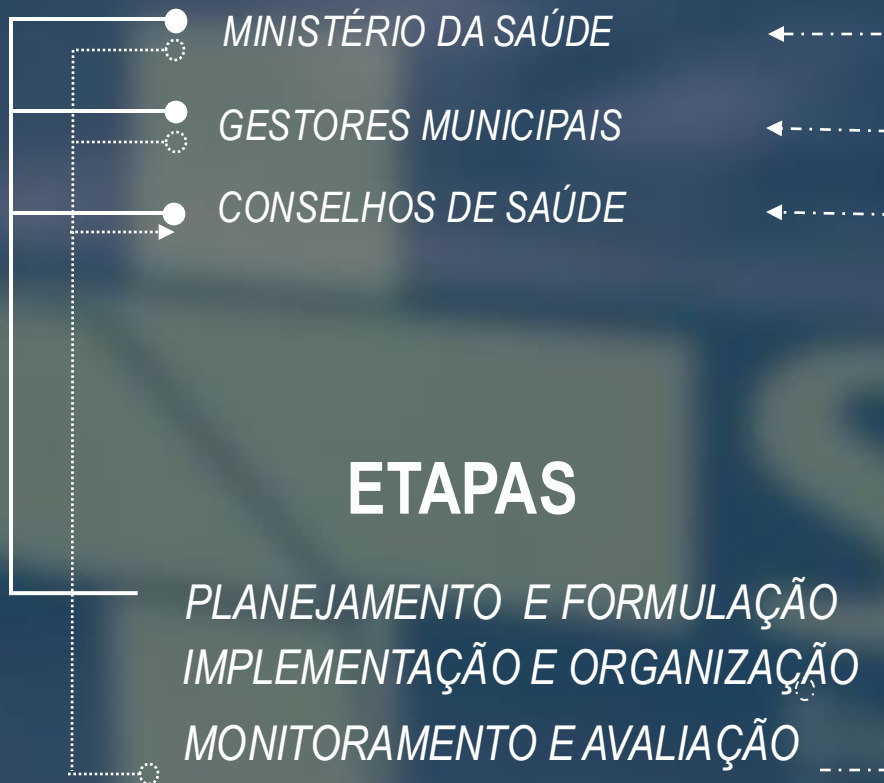 MINISTÉRIO DA SAÚDE
GESTORES MUNICIPAIS
CONSELHOS DE SAÚDE
ETAPAS
PLANEJAMENTO E FORMULAÇÃO
IMPLEMENTAÇÃO E ORGANIZAÇÃO
MONITORAMENTO E AVALIAÇÃO